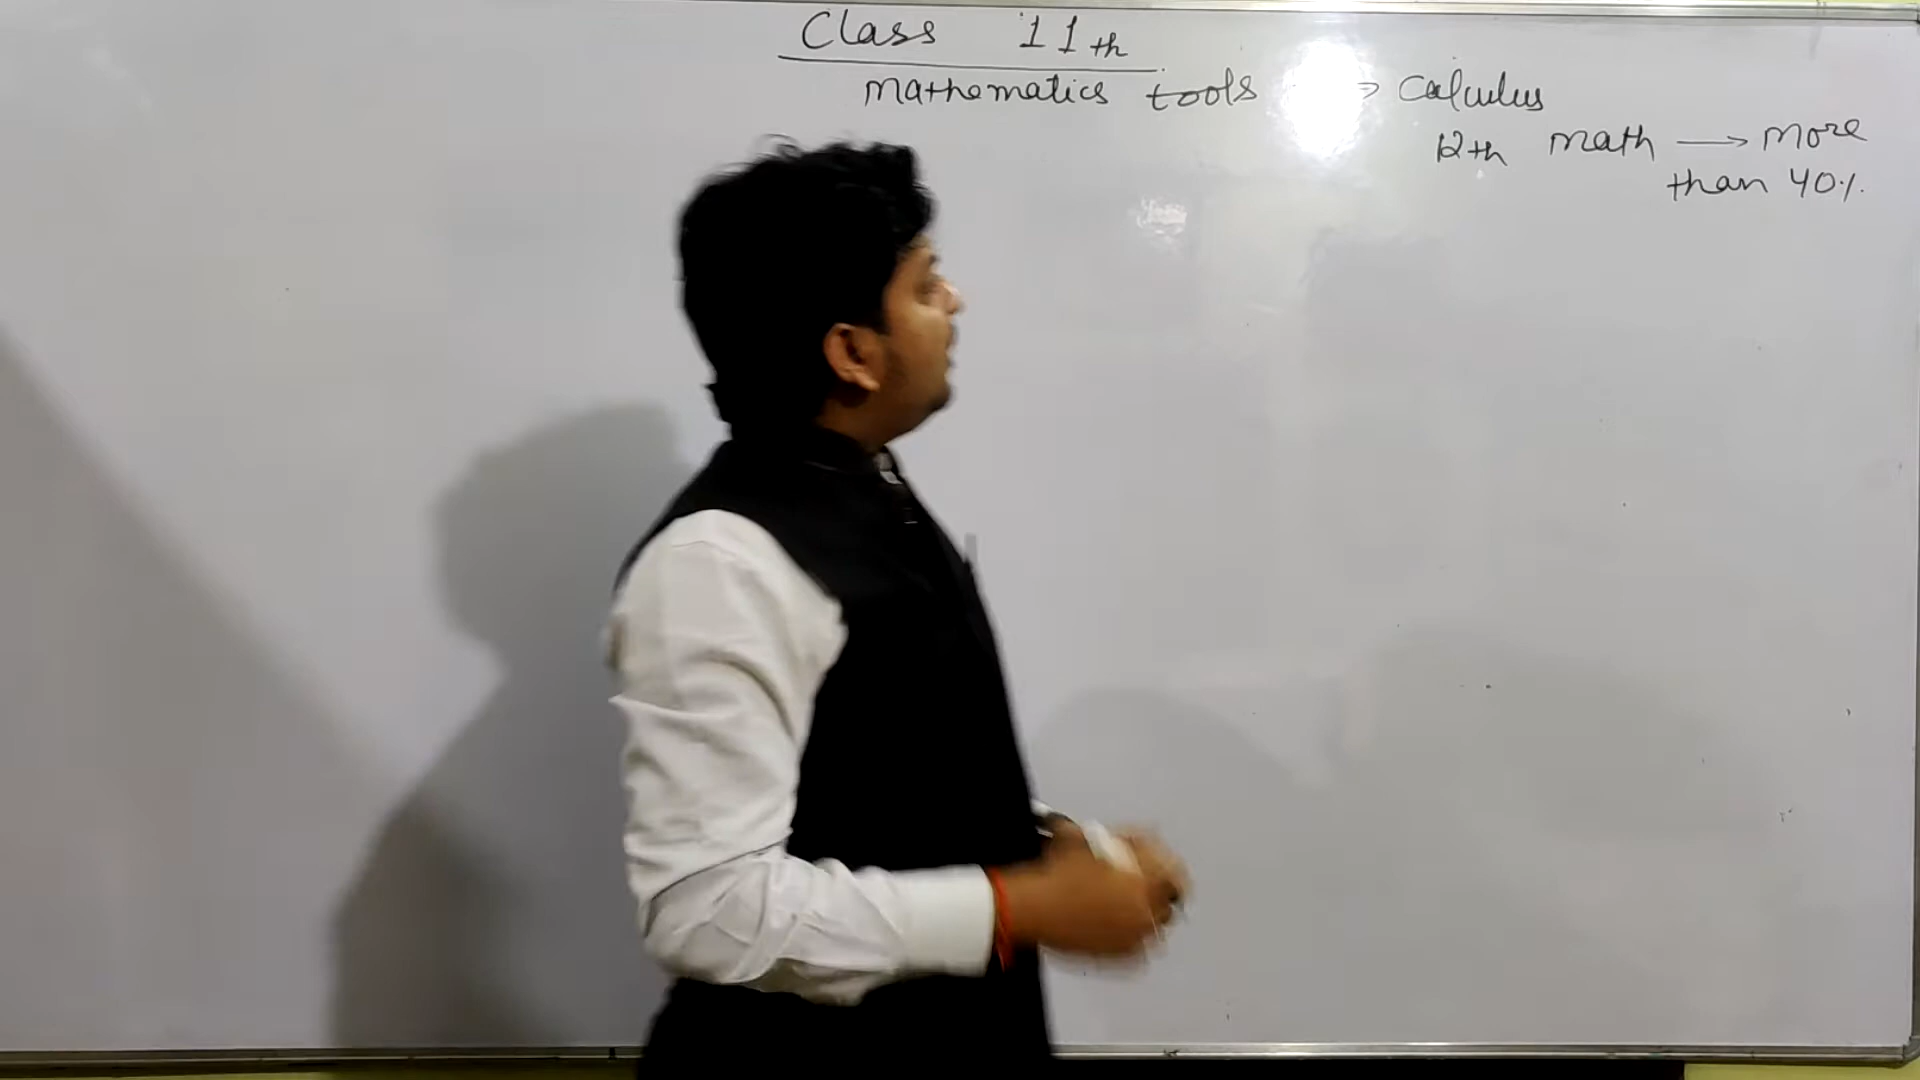 Class 11th
mathematics tools => Calculus
12th math → more
than 40%